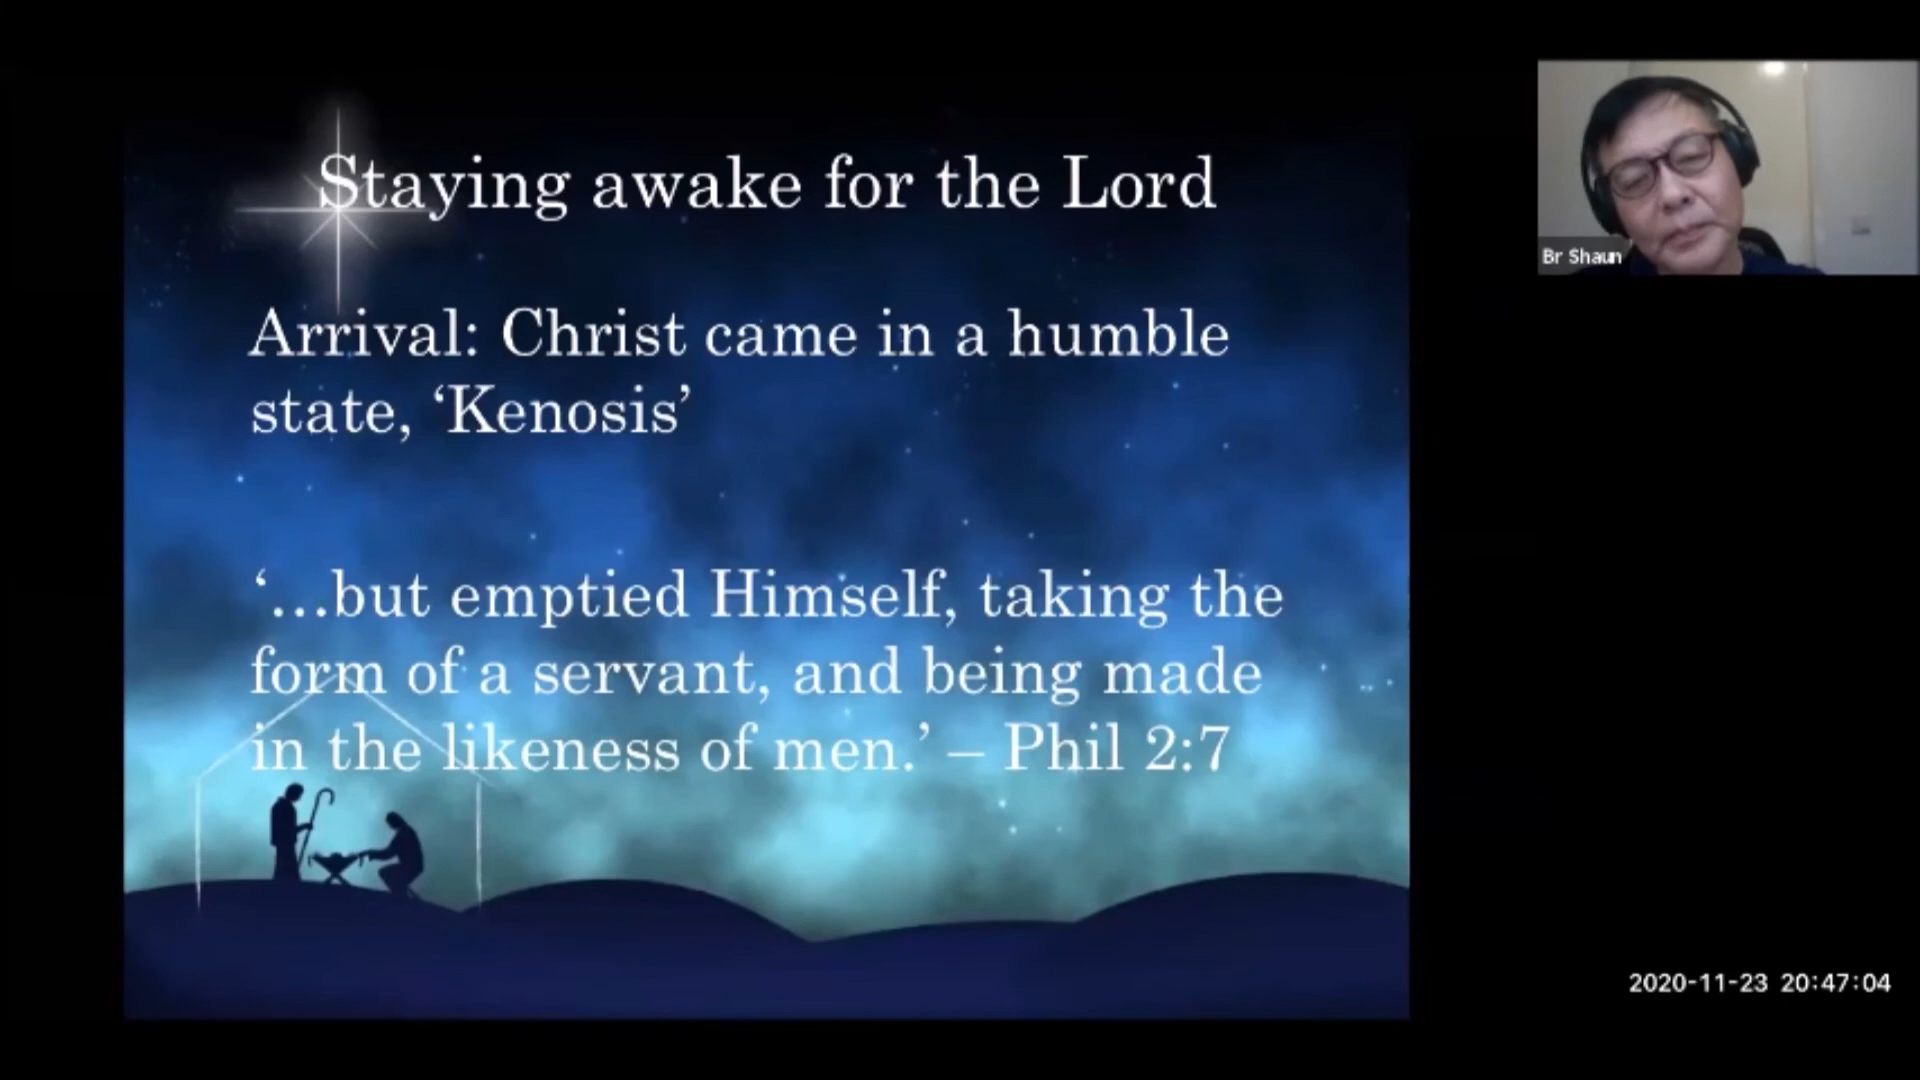 Staying awake for the Lord
Arrival: Christ came in a humble
state, ‘Kenosis’
‘...but emptied Himself, taking the
form of a servant, and being made
in the likeness of men.’ – Phil 2:7
Br Shaun
2020-11-23 20:47:04